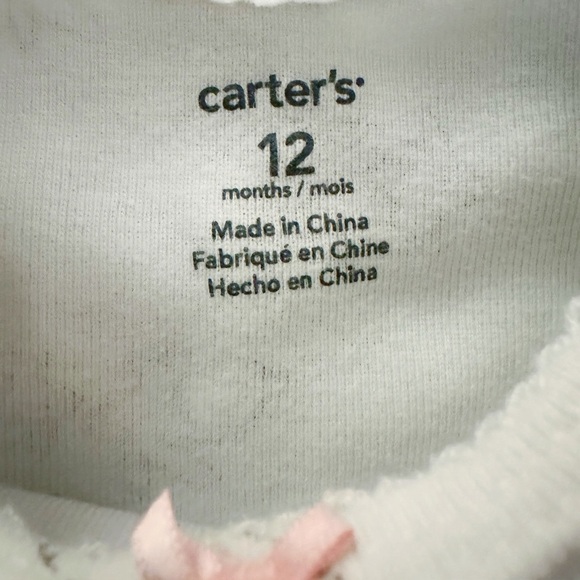 carter's
12
months / mois
Made in China
Fabriqué en Chine
Hecho en China